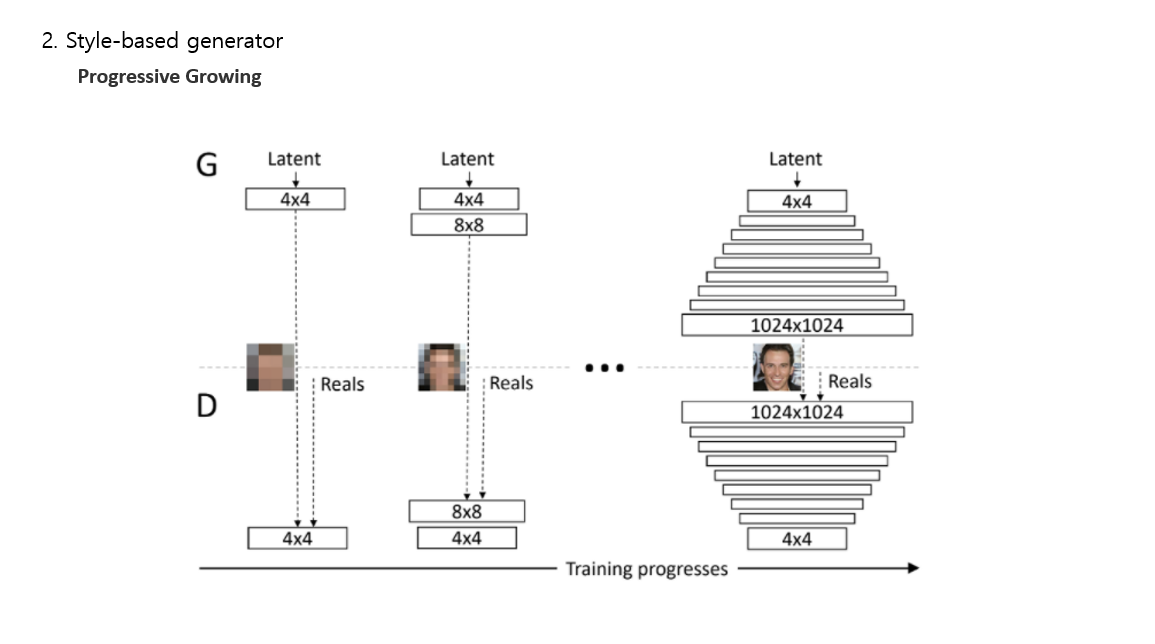 2. Style-based generator
Progressive Growing
G
Latent
Latent
Latent
4x4
4x4
4x4
8x8
1024x1024
Reals
Reals
Reals
D
1024x1024
8x8
4x4
4x4
4x4
Training progresses